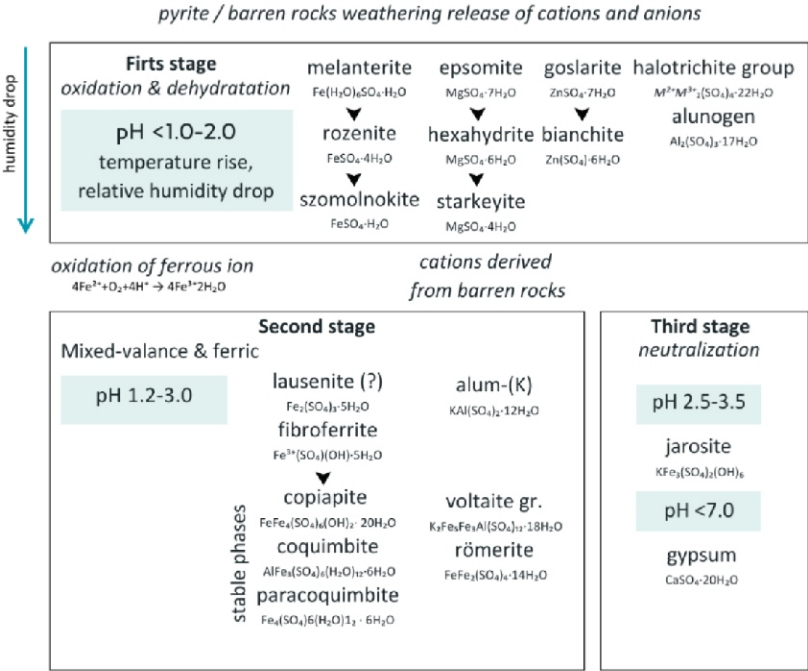 pyrite / barren rocks weathering release of cations and anions
humidity drop
Firts stage
oxidation & dehydratation
pH <1.0-2.0
temperature rise,
relative humidity drop
melanterite
Fe(H₂O)₆SO₄·H₂O
rozenite
FeSO₄·4H₂O
szomolnokite
FeSO₄·H₂O
epsomite
MgSO₄·7H₂O
hexahydrite
MgSO₄·6H₂O
starkeyite
MgSO₄·4H₂O
goslarite
ZnSO₄·7H₂O
bianchite
Zn(SO₄)·6H₂O
halotrichite group
M²⁺M³⁺₂(SO₄)₄·22H₂O
alunogen
Al₂(SO₄)₃·17H₂O
oxidation of ferrous ion
4Fe²⁺+O₂+4H⁺ → 4Fe³⁺2H₂O
cations derived
from barren rocks
Second stage
Mixed-valance & ferric
pH 1.2-3.0
lausenite (?)
Fe₂(SO₄)₃·5H₂O
fibroferrite
Fe³⁺(SO₄)(OH)·5H₂O
stable phases
copiapite
FeFe₄(SO₄)₆(OH)₂· 20H₂O
coquimbite
AlFe₃(SO₄)₆(H₂O)₁₂·6H₂O
paracoquimbite
Fe₄(SO₄)6(H₂O)1₂ · 6H₂O
alum-(K)
KAl(SO₄)₂·12H₂O
voltaite gr.
K₂Fe₅Fe₃Al(SO₄)₁₂·18H₂O
römerite
FeFe₂(SO₄)₄·14H₂O
Third stage
neutralization
pH 2.5-3.5
jarosite
KFe₃(SO₄)₂(OH)₆
pH <7.0
gypsum
CaSO₄·20H₂O